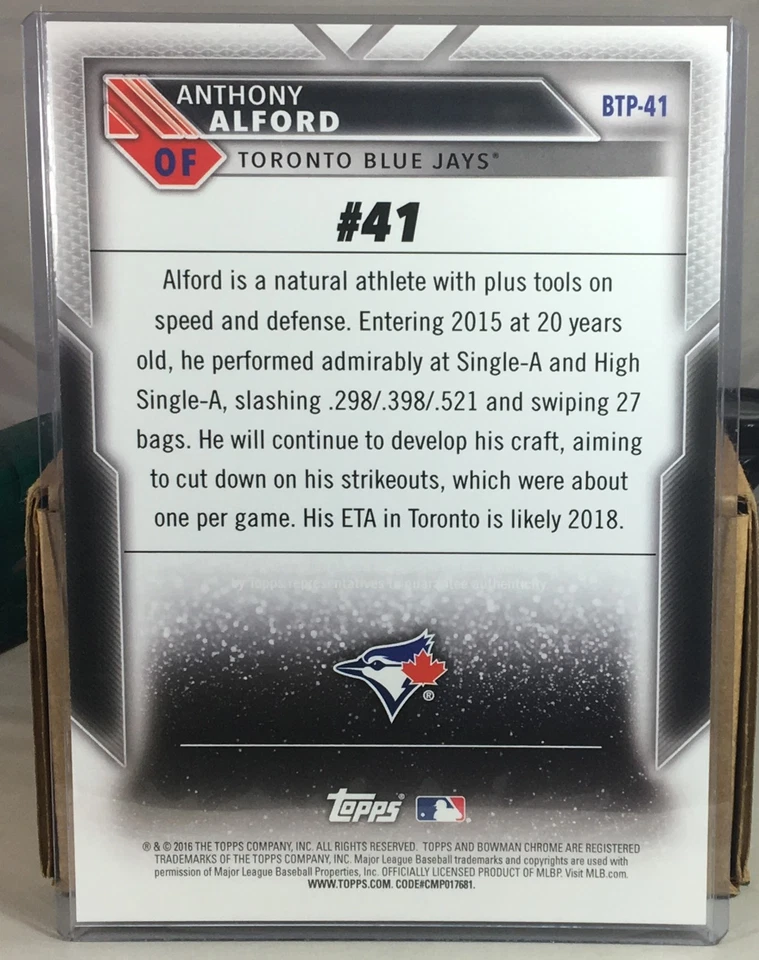 ANTHONY
ALFORD
BTP-41
OF
TORONTO BLUE JAYS®
#41
Alford is a natural athlete with plus tools on
speed and defense. Entering 2015 at 20 years
old, he performed admirably at Single-A and High
Single-A, slashing .298/.398/.521 and swiping 27
bags. He will continue to develop his craft, aiming
to cut down on his strikeouts, which were about
one per game. His ETA in Toronto is likely 2018.
by Topps representatives to guarantee authenticity
®
topps®
® & © 2016 THE TOPPS COMPANY, INC. ALL RIGHTS RESERVED. TOPPS AND BOWMAN CHROME ARE REGISTERED
TRADEMARKS OF THE TOPPS COMPANY, INC. Major League Baseball trademarks and copyrights are used with
permission of Major League Baseball Properties, Inc. OFFICIALLY LICENSED PRODUCT OF MLBP. Visit MLB.com.
WWW.TOPPS.COM. CODE#CMP017681.